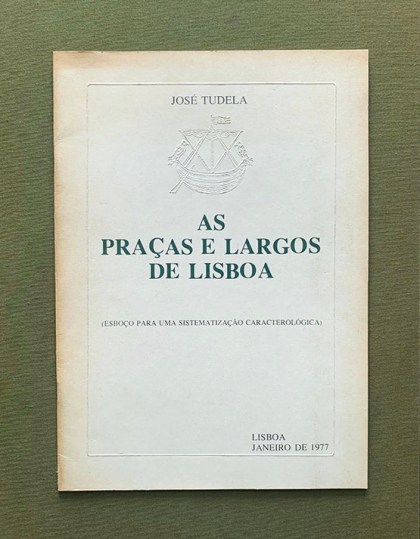 JOSÉ TUDELA
AS
PRAÇAS E LARGOS
DE LISBOA
(ESBOÇO PARA UMA SISTEMATIZAÇÃO CARACTEROLÓGICA)
LISBOA
JANEIRO DE 1977